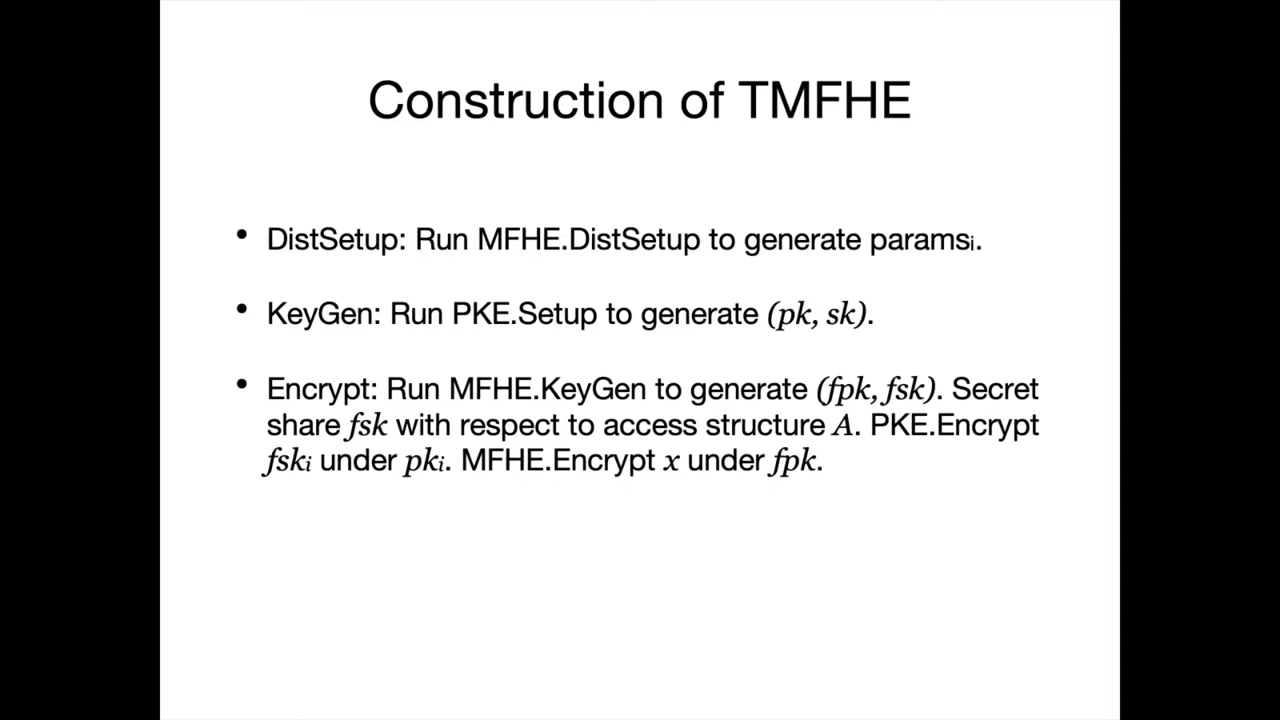 Construction of TMFHE
• DistSetup: Run MFHE.DistSetup to generate paramsᵢ.
• KeyGen: Run PKE.Setup to generate (pk, sk).
• Encrypt: Run MFHE.KeyGen to generate (fpk, fsk). Secret
share fsk with respect to access structure A. PKE.Encrypt
fskᵢ under pkᵢ. MFHE.Encrypt x under fpk.